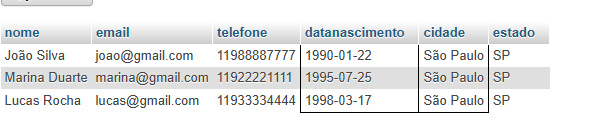 nome email telefone datanascimento cidade estado
João Silva joao@gmail.com 11988887777 1990-01-22 São Paulo SP
Marina Duarte marina@gmail.com 11922221111 1995-07-25 São Paulo SP
Lucas Rocha lucas@gmail.com 11933334444 1998-03-17 São Paulo SP